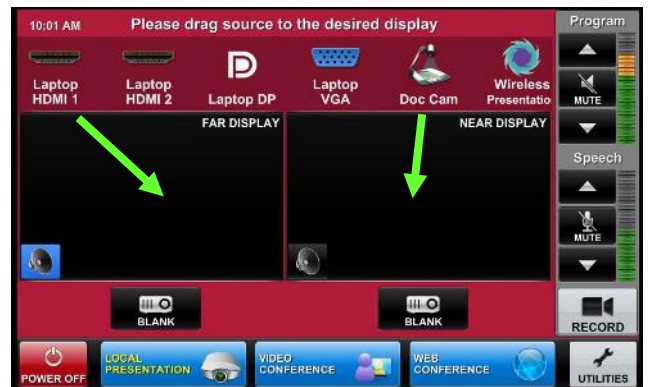 10:01 AM
Please drag source to the desired display
Program
Laptop
HDMI 1
Laptop
HDMI 2
Laptop DP
Laptop
VGA
Doc Cam
Wireless
Presentatio
MUTE
FAR DISPLAY
NEAR DISPLAY
Speech
MUTE
BLANK
BLANK
RECORD
POWER OFF
LOCAL
PRESENTATION
VIDEO
CONFERENCE
WEB
CONFERENCE
UTILITIES